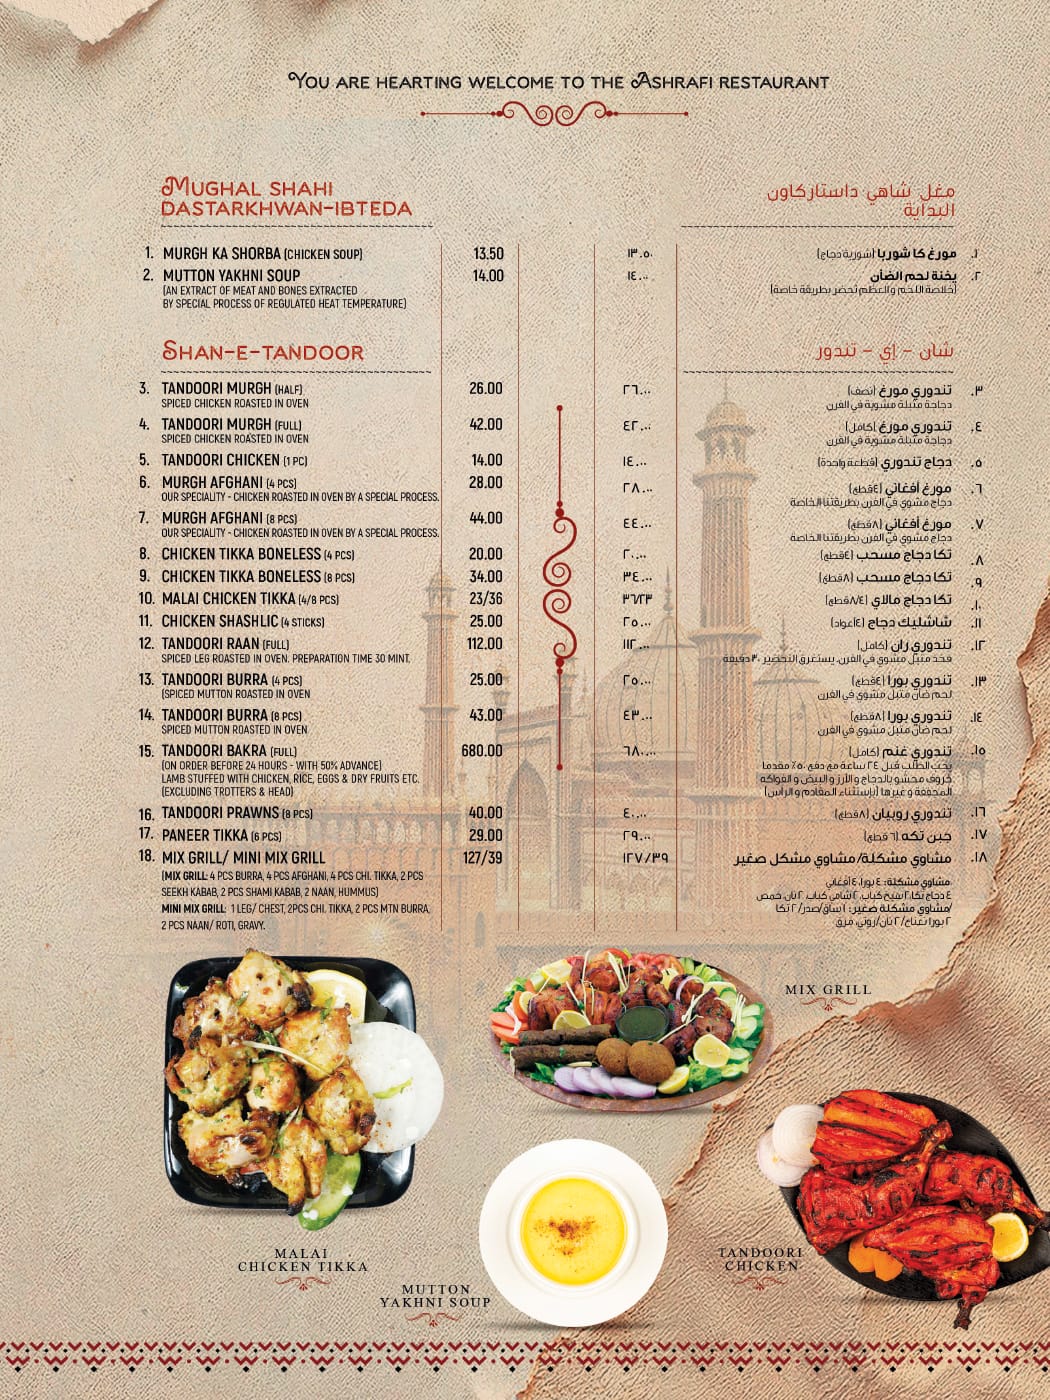 YOU ARE HEARTING WELCOME TO THE ASHRAFI RESTAURANT
MUGHAL SHAHI
DASTARKHWAN-IBTEDA
مغل شاهي داستاركاون
البداية
1. MURGH KA SHORBA (CHICKEN SOUP) 13.50 ١٣.٥٠ مورغ كا شوربا (شوربة دجاج) ١.
2. MUTTON YAKHNI SOUP 14.00 ١٤.٠٠ يخنة لحم الضأن ٢.
(AN EXTRACT OF MEAT AND BONES EXTRACTED
BY SPECIAL PROCESS OF REGULATED HEAT TEMPERATURE)
(خلاصة اللحم والعظم تُحضر بطريقة خاصة)
SHAN-E-TANDOOR
شان - إي - تندور
3. TANDOORI MURGH (HALF) 26.00 ٢٦.٠٠ تندوري مورغ (نصف) ٣.
SPICED CHICKEN ROASTED IN OVEN دجاجة متبلة مشوية في الفرن
4. TANDOORI MURGH (FULL) 42.00 ٤٢.٠٠ تندوري مورغ (كامل) ٤.
SPICED CHICKEN ROASTED IN OVEN دجاجة متبلة مشوية في الفرن
5. TANDOORI CHICKEN (1 PC) 14.00 ١٤.٠٠ دجاج تندوري (قطعة واحدة) ٥.
6. MURGH AFGHANI (4 PCS) 28.00 ٢٨.٠٠ مورغ أفغاني (٤قطع) ٦.
OUR SPECIALITY - CHICKEN ROASTED IN OVEN BY A SPECIAL PROCESS. دجاج مشوي في الفرن بطريقتنا الخاصة
7. MURGH AFGHANI (8 PCS) 44.00 ٤٤.٠٠ مورغ أفغاني (٨قطع) ٧.
OUR SPECIALITY - CHICKEN ROASTED IN OVEN BY A SPECIAL PROCESS. دجاج مشوي في الفرن بطريقتنا الخاصة
8. CHICKEN TIKKA BONELESS (4 PCS) 20.00 ٢٠.٠٠ تكا دجاج مسحب (٤قطع) ٨.
9. CHICKEN TIKKA BONELESS (8 PCS) 34.00 ٣٤.٠٠ تكا دجاج مسحب (٨قطع) ٩.
10. MALAI CHICKEN TIKKA (4/8 PCS) 23/36 ٣٦/٢٣ تكا دجاج مالاي (٨/٤قطع) ١٠.
11. CHICKEN SHASHLIC (4 STICKS) 25.00 ٢٥.٠٠ شاشليك دجاج (٤أعواد) ١١.
12. TANDOORI RAAN (FULL) 112.00 ١١٢.٠٠ تندوري ران (كامل) ١٢.
SPICED LEG ROASTED IN OVEN. PREPARATION TIME 30 MINT. فخذ متبل مشوي في الفرن. يستغرق التحضير ٣٠ دقيقة
13. TANDOORI BURRA (4 PCS) 25.00 ٢٥.٠٠ تندوري بورا (٤قطع) ١٣.
(SPICED MUTTON ROASTED IN OVEN لحم ضأن متبل مشوي في الفرن
14. TANDOORI BURRA (8 PCS) 43.00 ٤٣.٠٠ تندوري بورا (٨قطع) ١٤.
SPICED MUTTON ROASTED IN OVEN لحم ضأن متبل مشوي في الفرن
15. TANDOORI BAKRA (FULL) 680.00 ٦٨٠.٠٠ تندوري غنم (كامل) ١٥.
(ON ORDER BEFORE 24 HOURS - WITH 50% ADVANCE) يجب الطلب قبل ٢٤ ساعة مع دفع ٥٠٪ مقدما
LAMB STUFFED WITH CHICKEN, RICE, EGGS & DRY FRUITS ETC. خروف محشو بالدجاج و الأرز و البيض و الفواكه
(EXCLUDING TROTTERS & HEAD) المجففة و غيرها (بإستثناء المقادم و الرأس)
16. TANDOORI PRAWNS (8 PCS) 40.00 ٤٠.٠٠ تندوري روبيان (٨قطع) ١٦.
17. PANEER TIKKA (6 PCS) 29.00 ٢٩.٠٠ جبن تكه (٦ قطع) ١٧.
18. MIX GRILL/ MINI MIX GRILL 127/39 ١٢٧/٣٩ مشاوي مشكلة/ مشاوي مشكل صغير ١٨.
(MIX GRILL: 4 PCS BURRA, 4 PCS AFGHANI, 4 PCS CHI. TIKKA, 2 PCS
SEEKH KABAB, 2 PCS SHAMI KABAB, 2 NAAN, HUMMUS)
MINI MIX GRILL: 1 LEG/ CHEST, 2PCS CHI. TIKKA, 2 PCS MTN BURRA,
2 PCS NAAN/ ROTI, GRAVY.
مشاوي مشكلة: ٤ بورا، ٤ أفغاني
٤ دجاج تكا، ٢ سيخ كباب، ٢ شامي كباب، ٢ نان، حمص
/مشاوي مشكلة صغير: ١ ساق/صدر/ ٢ تكا
٢ نان/روتي، مرق
MIX GRILL
MALAI
CHICKEN TIKKA
MUTTON
YAKHNI SOUP
TANDOORI
CHICKEN